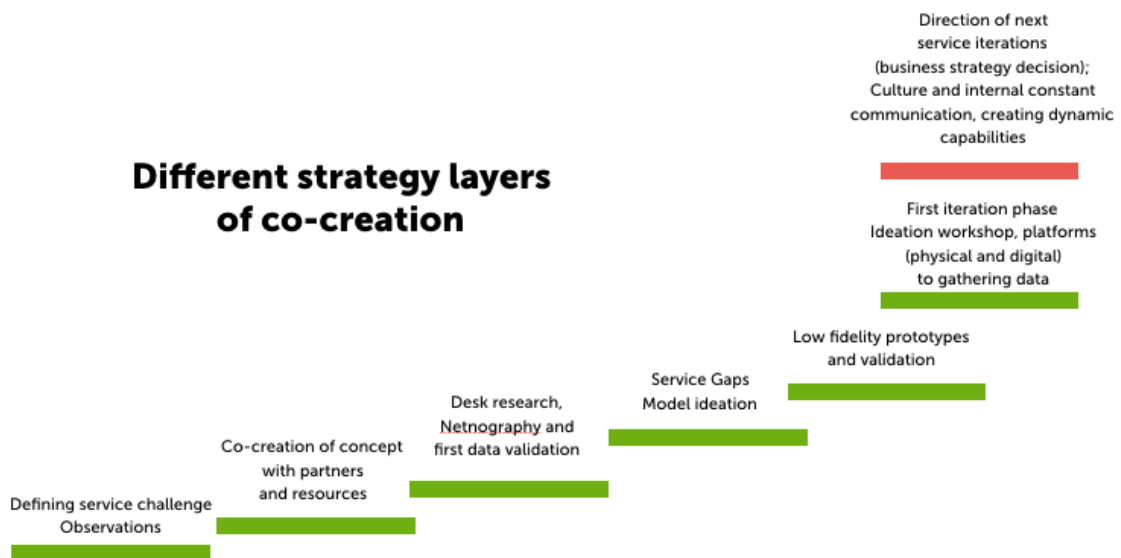 Different strategy layers
of co-creation
Defining service challenge
Observations
Co-creation of concept
with partners
and resources
Desk research,
Netnography and
first data validation
Service Gaps
Model ideation
Low fidelity prototypes
and validation
First iteration phase
Ideation workshop, platforms
(physical and digital)
to gathering data
Direction of next
service iterations
(business strategy decision);
Culture and internal constant
communication, creating dynamic
capabilities